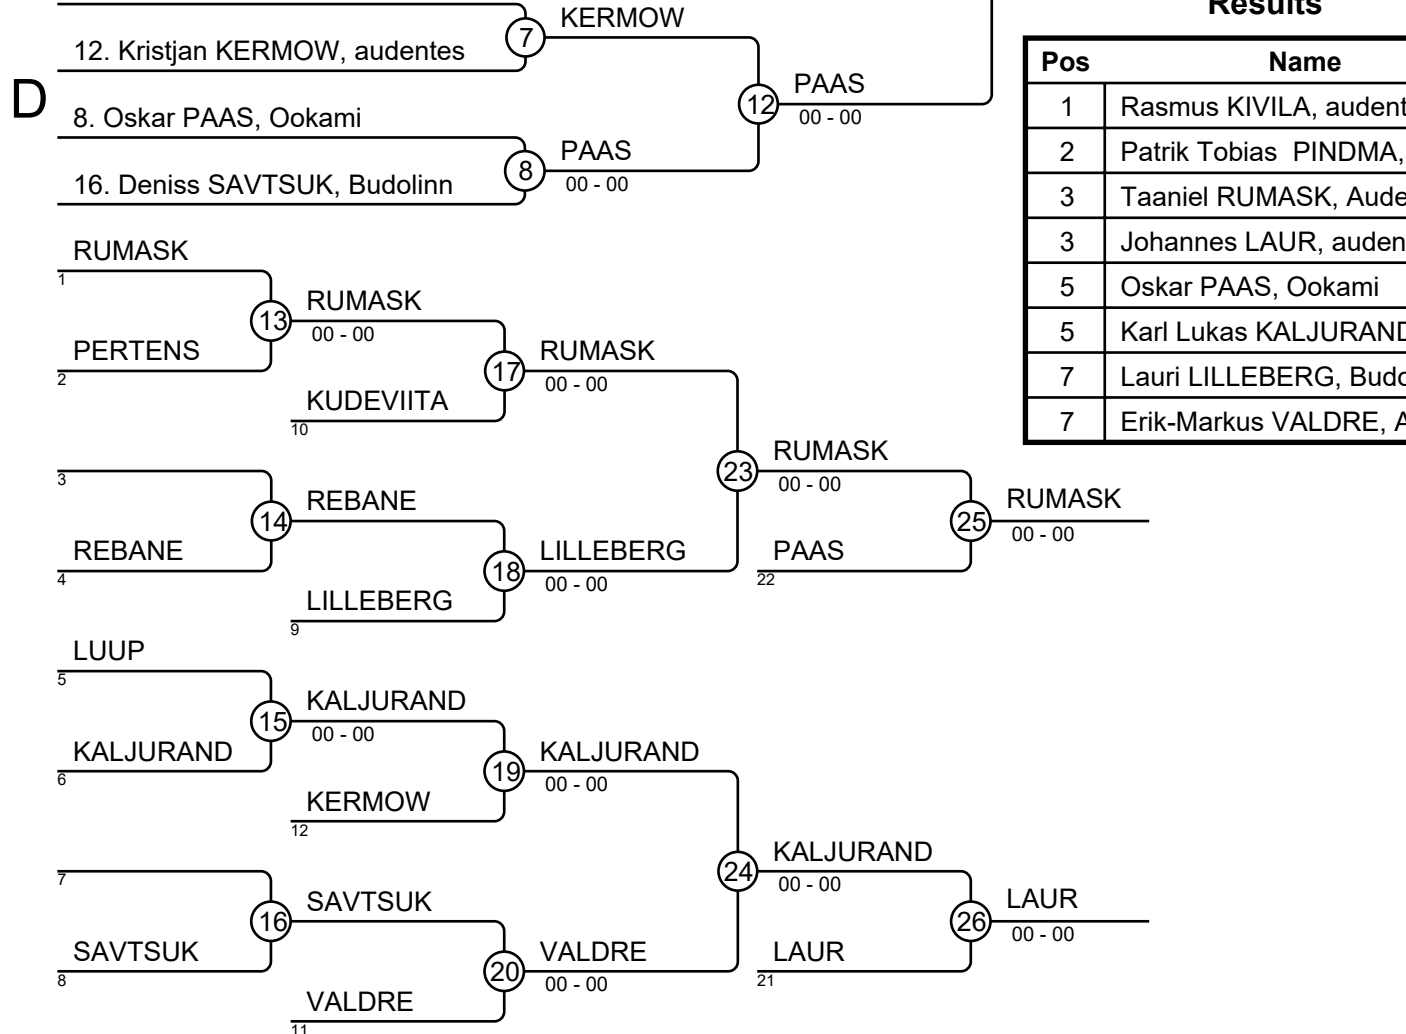 Results
KERMOW
7
12. Kristjan KERMOW, audentes
D
PAAS
12
00 - 00
8. Oskar PAAS, Ookami
PAAS
8
00 - 00
16. Deniss SAVTSUK, Budolinn
Pos Name
1 Rasmus KIVILA, audent
2 Patrik Tobias PINDMA,
3 Taaniel RUMASK, Aude
3 Johannes LAUR, auden
5 Oskar PAAS, Ookami
5 Karl Lukas KALJURAND
7 Lauri LILLEBERG, Budo
7 Erik-Markus VALDRE, A
RUMASK
1
RUMASK
13
00 - 00
PERTENS
2
RUMASK
17
00 - 00
KUDEVIITA
10
RUMASK
23
00 - 00
3
REBANE
14
REBANE
4
LILLEBERG
18
00 - 00
LILLEBERG
9
RUMASK
25
00 - 00
PAAS
22
LUUP
5
KALJURAND
15
00 - 00
KALJURAND
6
KALJURAND
19
00 - 00
KERMOW
12
KALJURAND
24
00 - 00
7
SAVTSUK
16
SAVTSUK
8
VALDRE
20
00 - 00
VALDRE
11
LAUR
26
00 - 00
LAUR
21